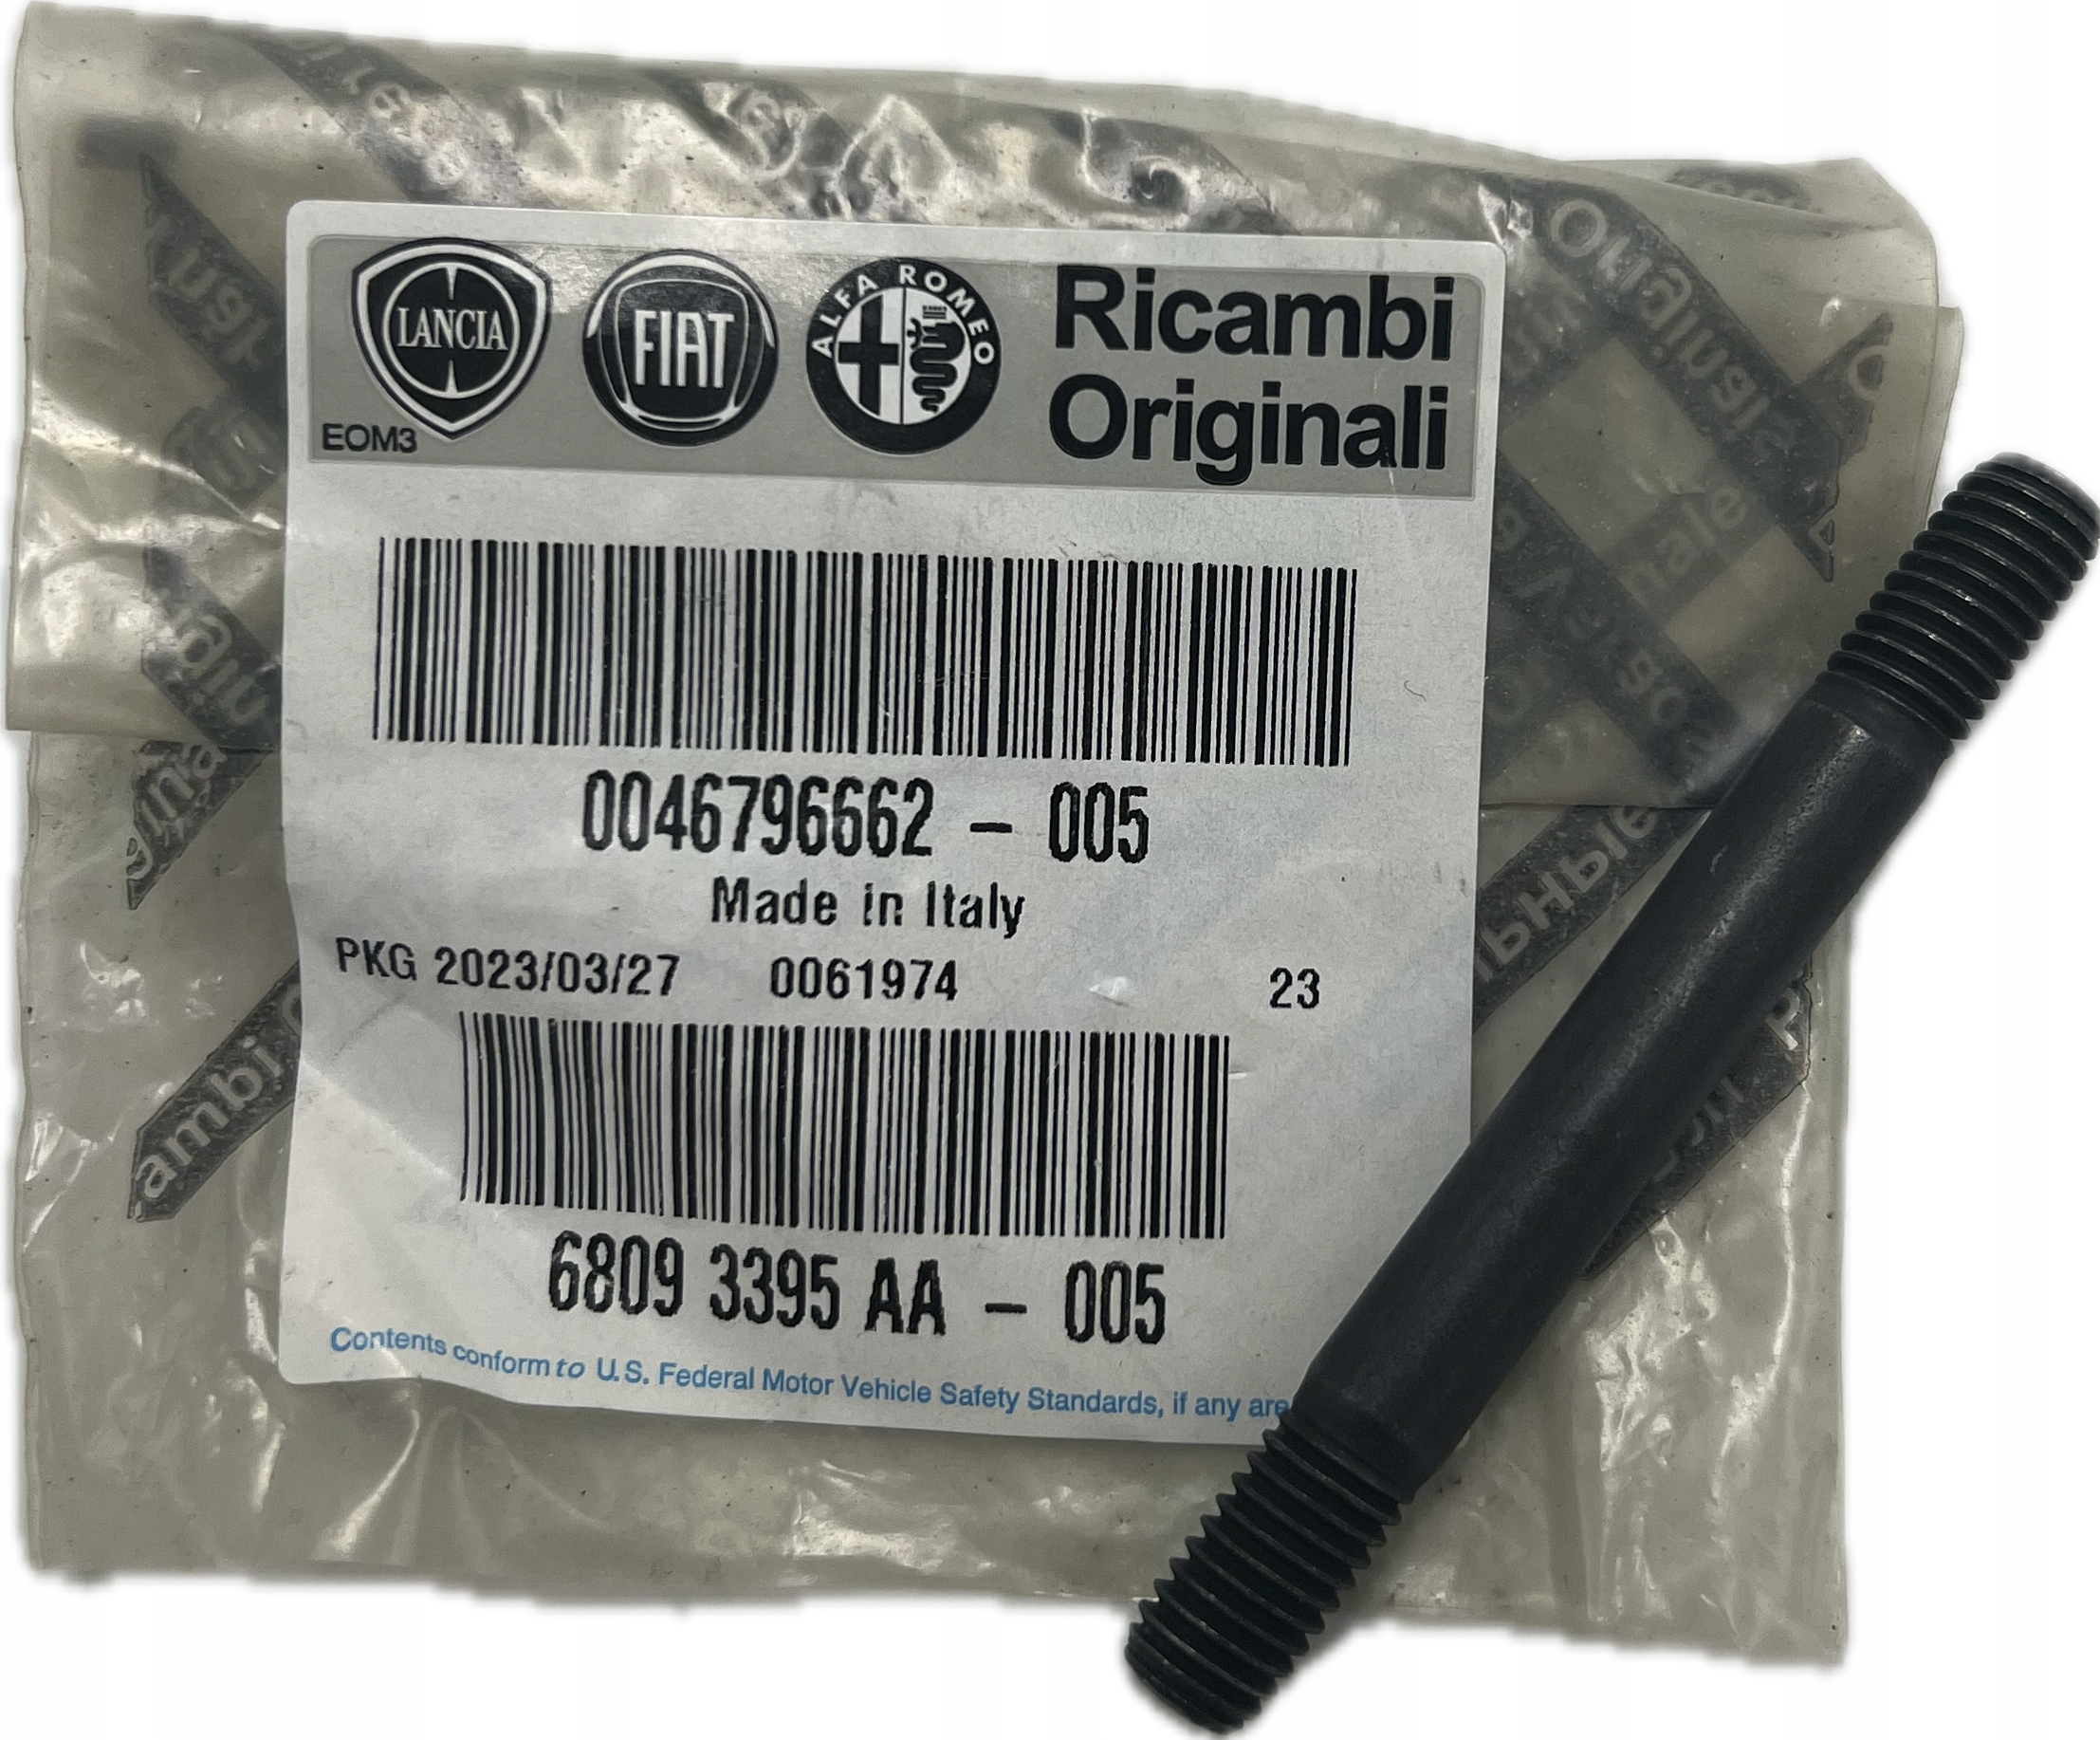 LANCIA
FIAT
ALFA ROMEO
Ricambi
Originali
EOM3
0046796662 - 005
Made in Italy
PKG 2023/03/27 0061974 23
6809 3395 AA - 005
Contents conform to U.S. Federal Motor Vehicle Safety Standards, if any are
ambi